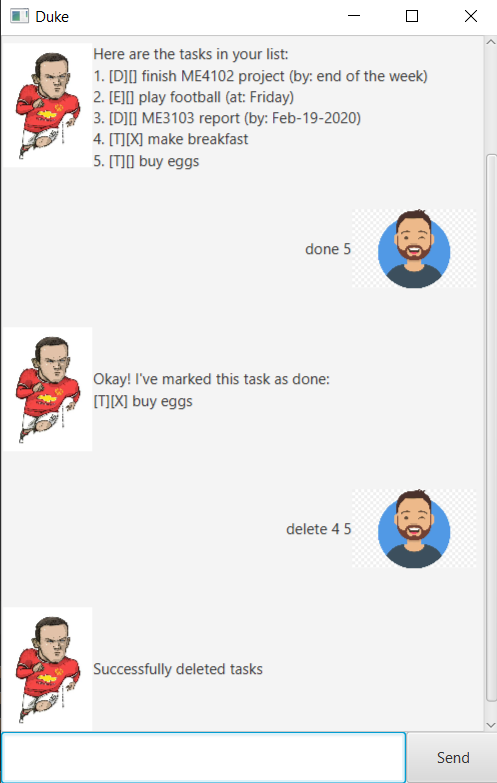 Duke
Here are the tasks in your list:
1. [D][] finish ME4102 project (by: end of the week)
2. [E][] play football (at: Friday)
3. [D][] ME3103 report (by: Feb-19-2020)
4. [T][X] make breakfast
5. [T][] buy eggs
done 5
Okay! I've marked this task as done:
[T][X] buy eggs
delete 4 5
Successfully deleted tasks
Send